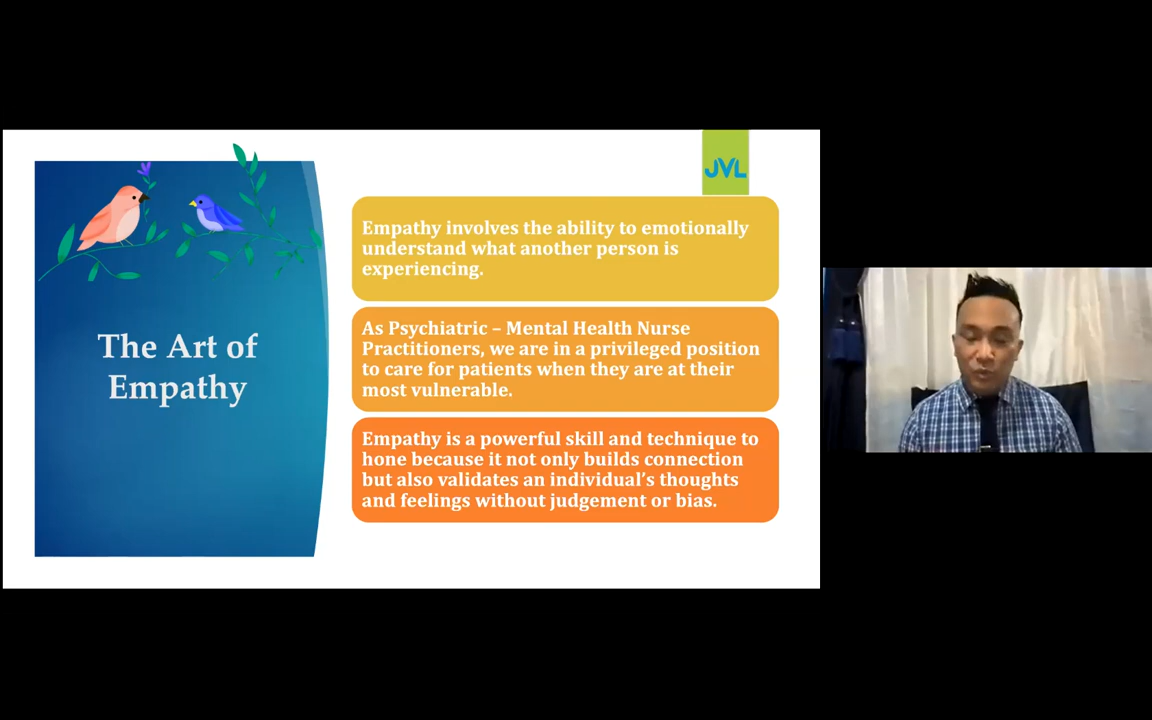 JVL
The Art of
Empathy
Empathy involves the ability to emotionally
understand what another person is
experiencing.
As Psychiatric – Mental Health Nurse
Practitioners, we are in a privileged position
to care for patients when they are at their
most vulnerable.
Empathy is a powerful skill and technique to
hone because it not only builds connection
but also validates an individual's thoughts
and feelings without judgement or bias.